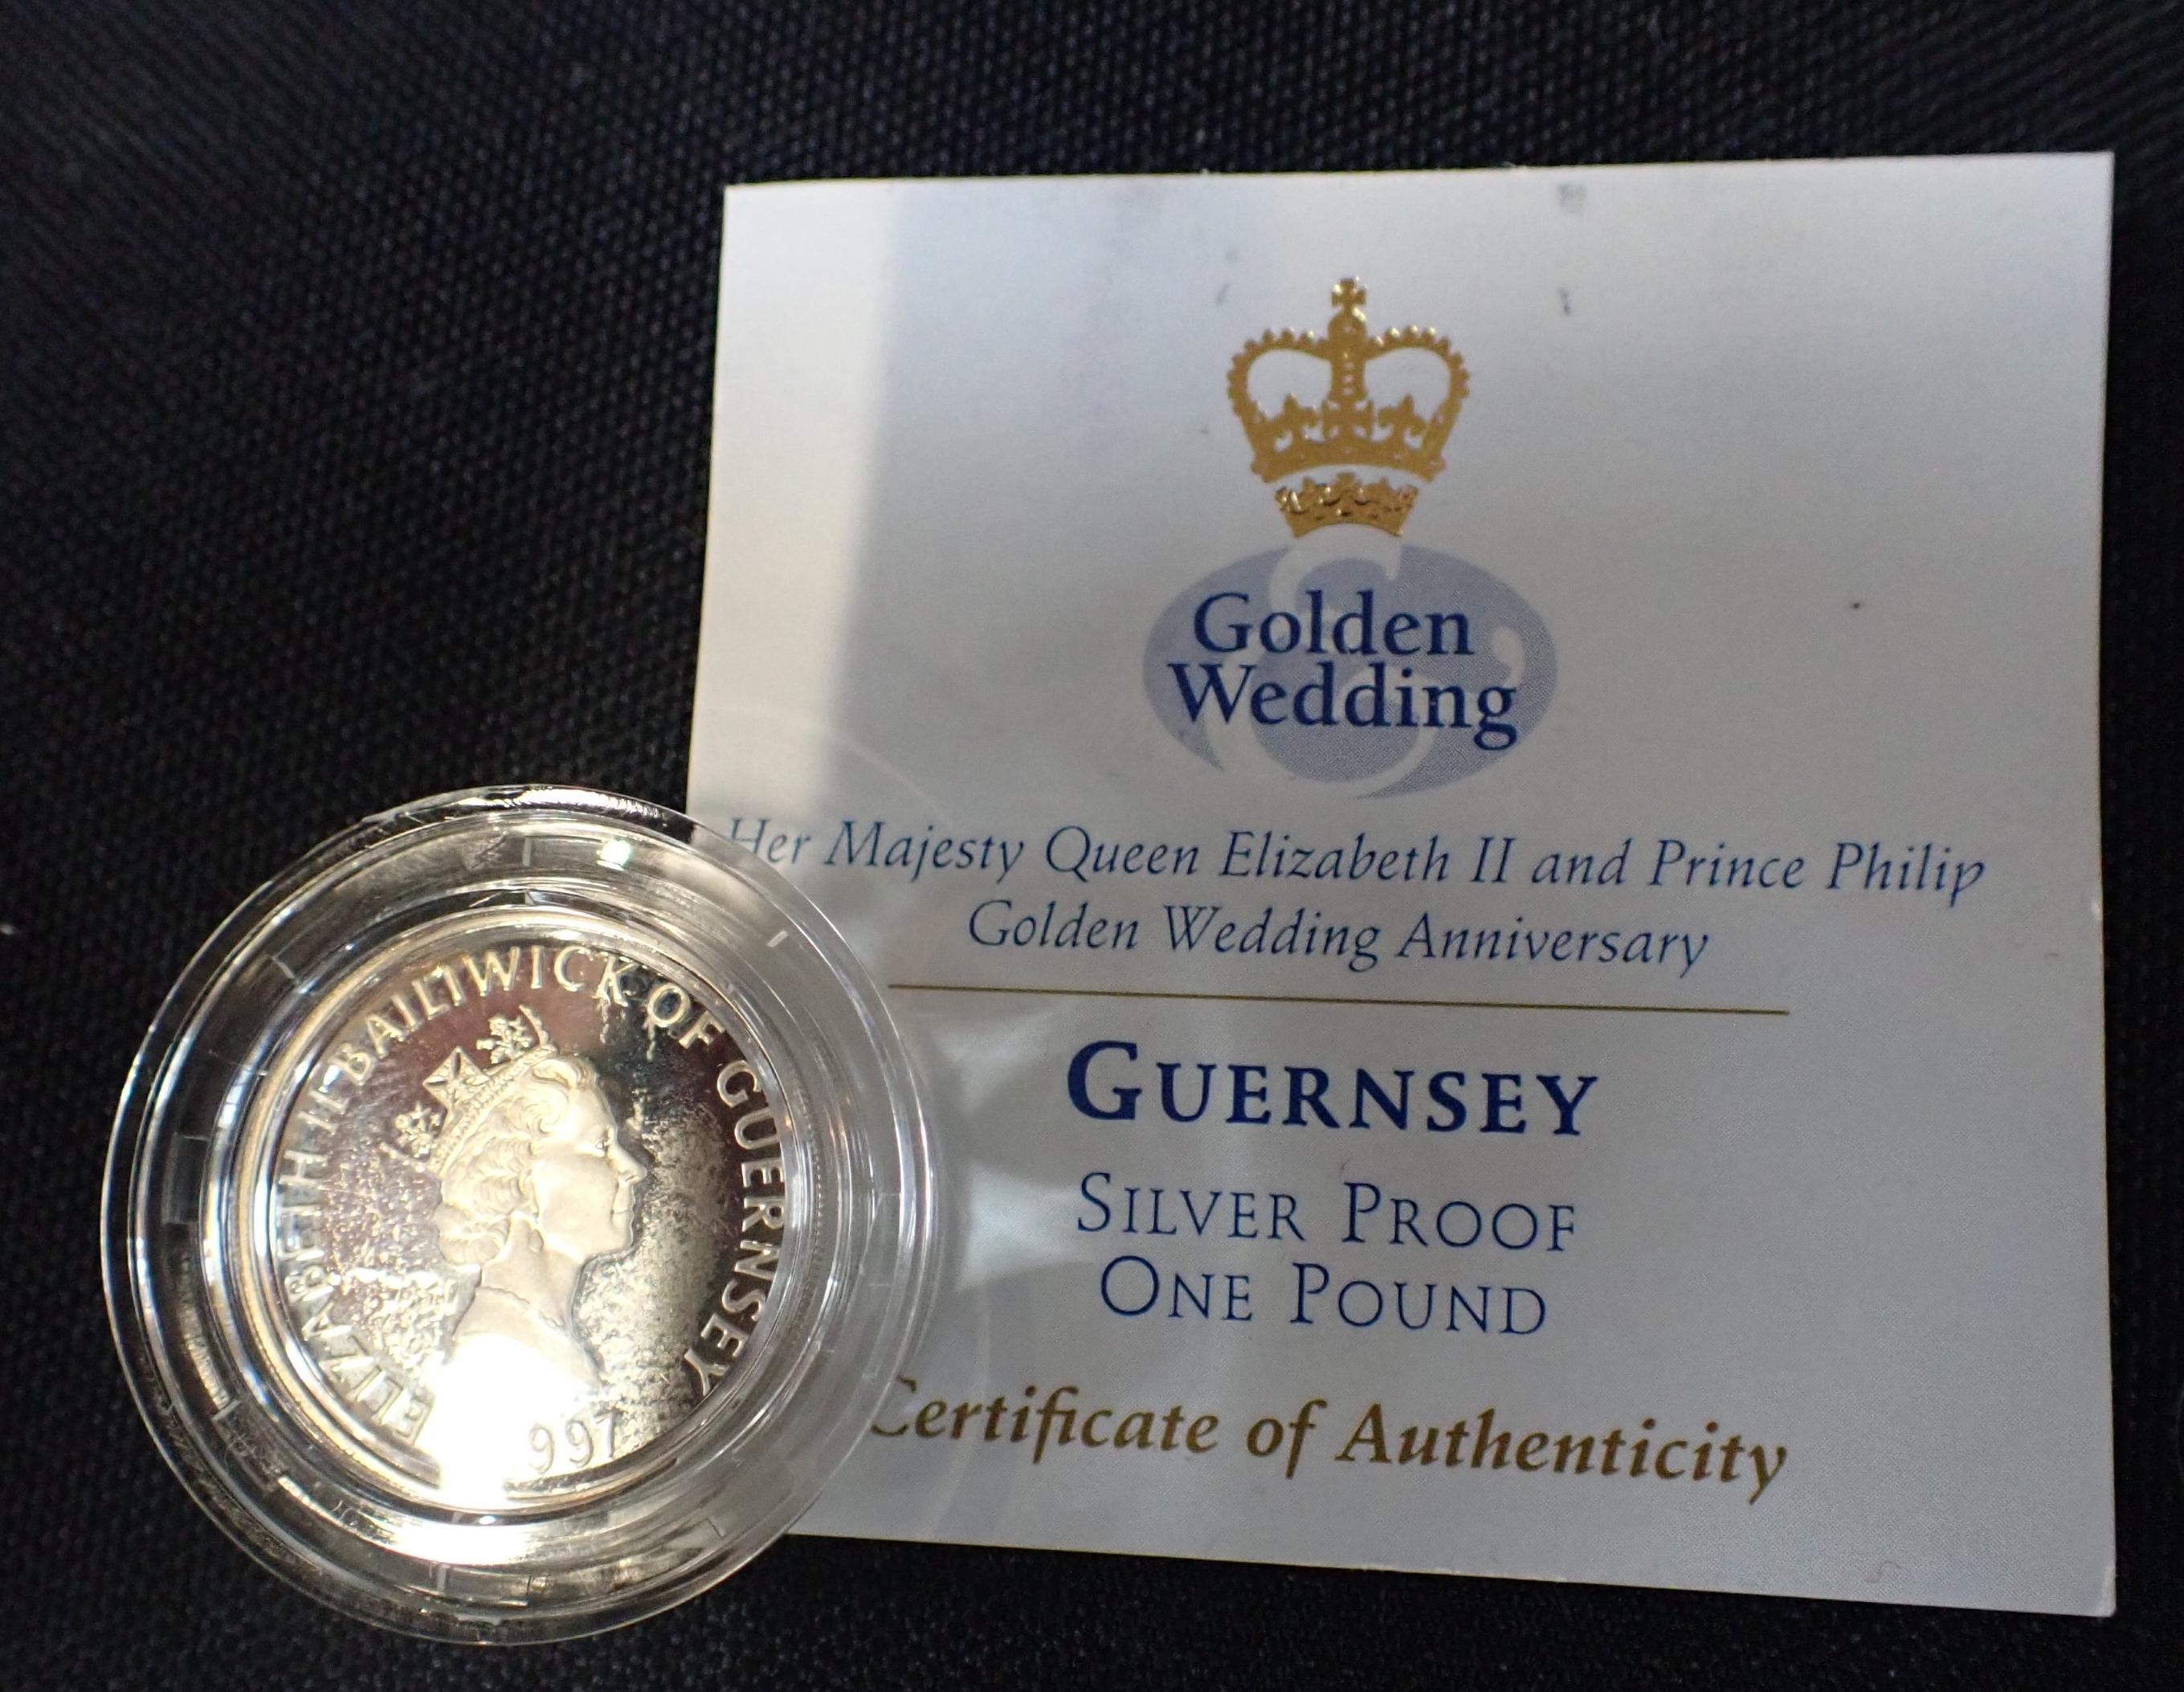 Golden
Wedding
Her Majesty Queen Elizabeth II and Prince Philip
Golden Wedding Anniversary
GUERNSEY
SILVER PROOF
ONE POUND
Certificate of Authenticity
ELIZABETH II BAILIWICK OF GUERNSEY
997